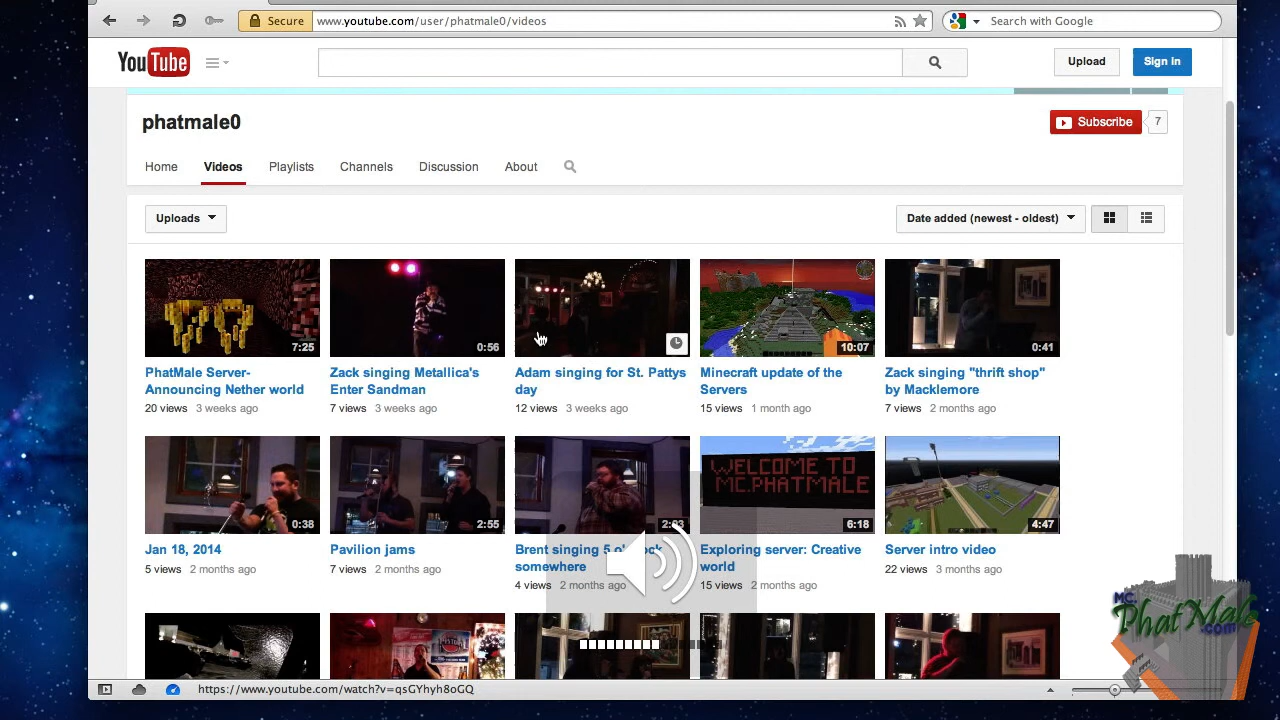 Secure www.youtube.com/user/phatmale0/videos Search with Google
YouTube Upload Sign in
phatmale0 Subscribe 7
Home Videos Playlists Channels Discussion About
Uploads Date added (newest - oldest)
7:25 0:56 10:07 0:41
PhatMale Server- Zack singing Metallica's Adam singing for St. Pattys Minecraft update of the Zack singing "thrift shop"
Announcing Nether world Enter Sandman day Servers by Macklemore
20 views 3 weeks ago 7 views 3 weeks ago 12 views 3 weeks ago 15 views 1 month ago 7 views 2 months ago
WELCOME TO
MC.PHATMALE
0:38 2:55 6:18 4:47
Jan 18, 2014 Pavilion jams Brent singing 5 Exploring server: Creative Server intro video
somewhere world
5 views 2 months ago 7 views 2 months ago 22 views 3 months ago
4 views 2 months ago 15 views 2 months ago
MC.
PhatMale
.com
https://www.youtube.com/watch?v=qsGYhyh8oGQ